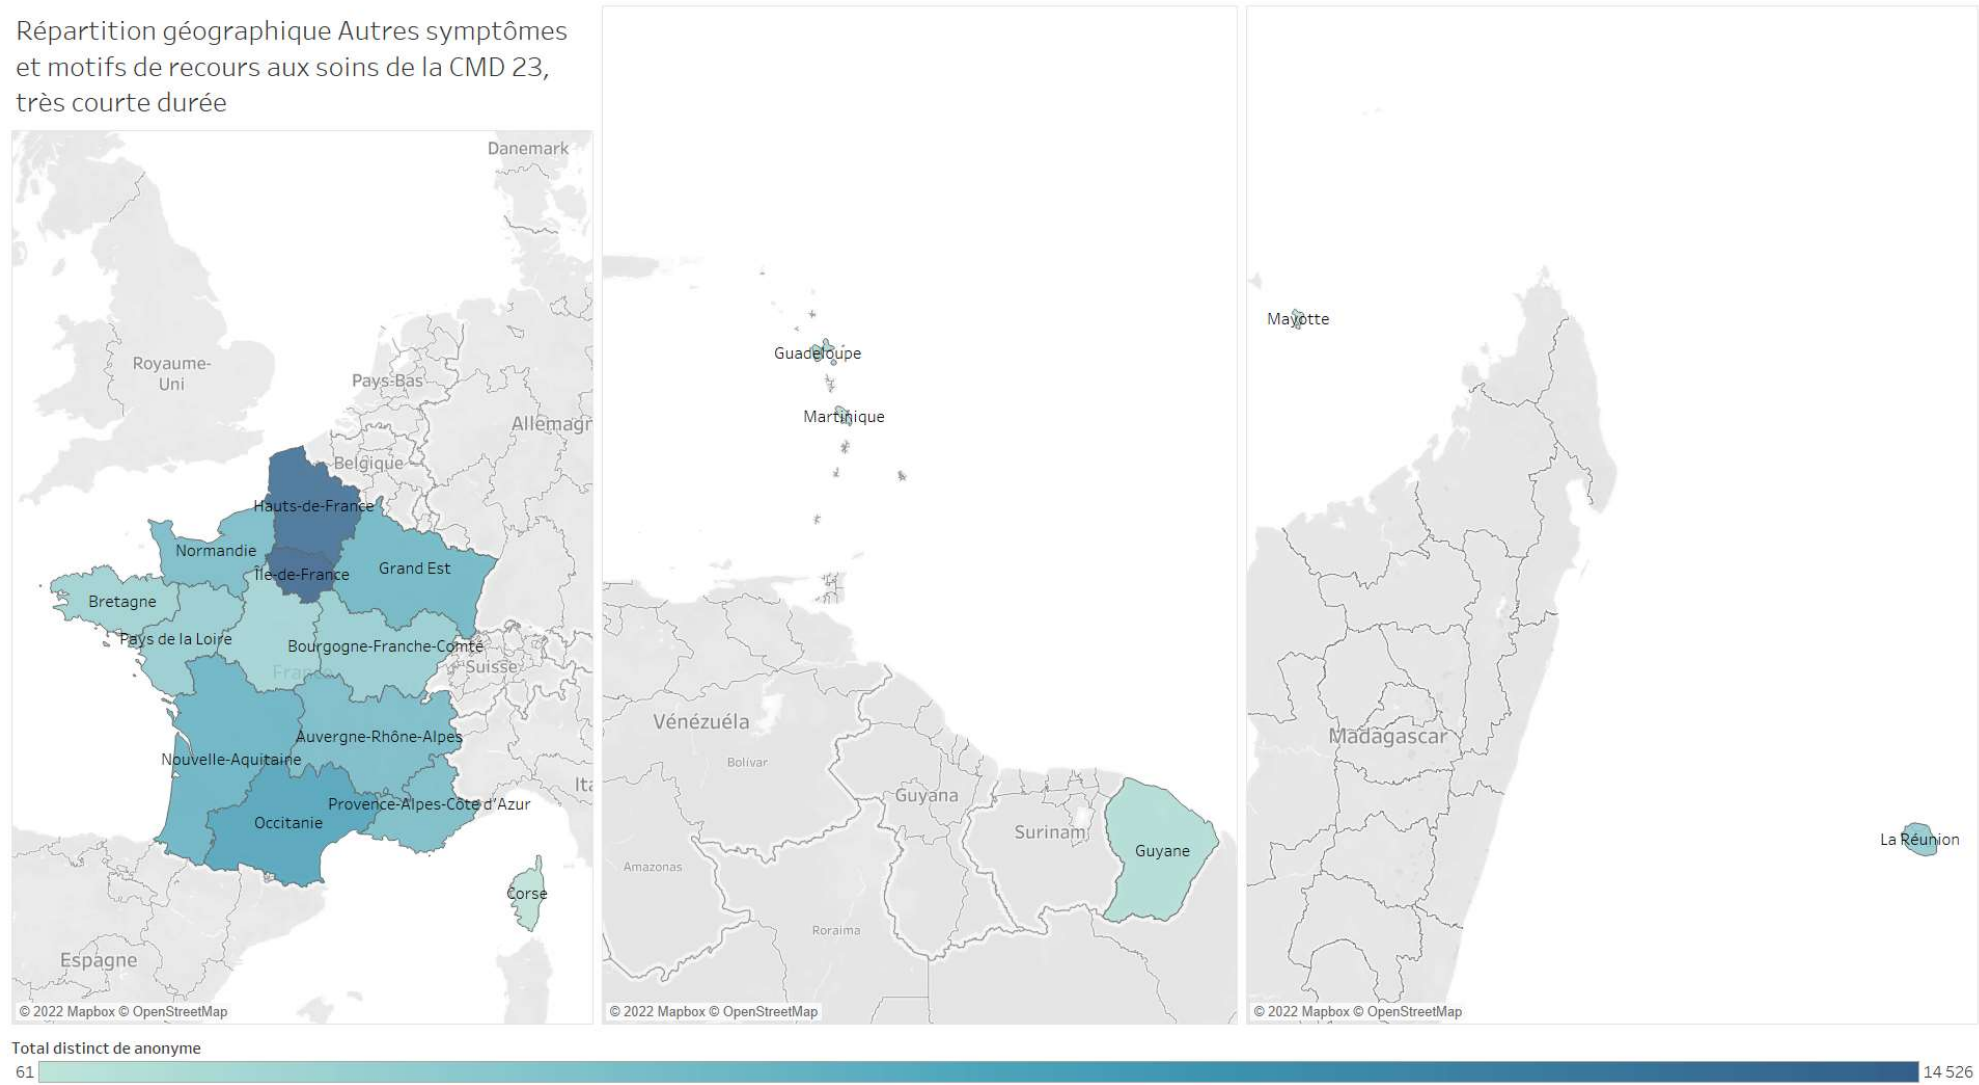 Répartition géographique Autres symptômes
et motifs de recours aux soins de la CMD 23,
très courte durée
Danemark
Royaume-
Uni
Pays-Bas
Allemagn
Belgique
Hauts-de-France
Normandie
Île-de-France
Grand Est
Bretagne
Pays de la Loire
Bourgogne-Franche-Comté
France
Suisse
Auvergne-Rhône-Alpes
Nouvelle-Aquitaine
Ita
Provence-Alpes-Côte d'Azur
Occitanie
Corse
Espagne
© 2022 Mapbox © OpenStreetMap
Guadeloupe
Martinique
Vénézuéla
Bolívar
Guyana
Surinam
Guyane
Amazonas
Roraima
© 2022 Mapbox © OpenStreetMap
Mayotte
Madagascar
La Réunion
© 2022 Mapbox © OpenStreetMap
Total distinct de anonyme
61
14 526